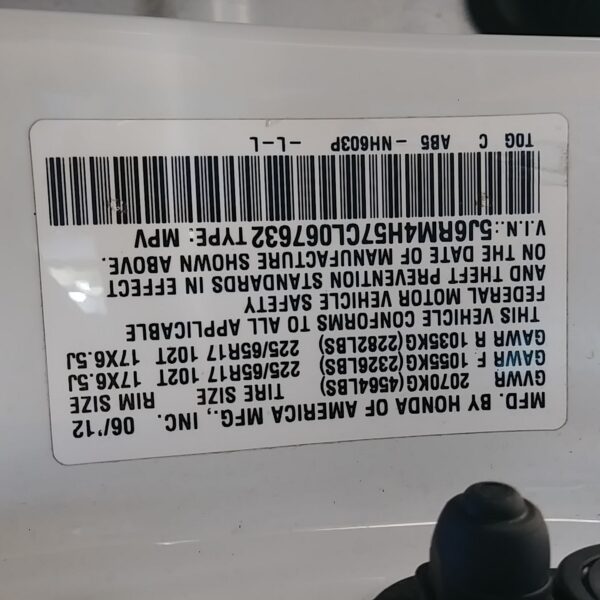 MFD. BY HONDA OF AMERICA MFG., INC. 06/'12
GVWR 2070KG(4564LBS) TIRE SIZE RIM SIZE
GAWR F 1055KG(2326LBS) 225/65R17 102T 17X6.5J
GAWR R 1035KG(2282LBS) 225/65R17 102T 17X6.5J
THIS VEHICLE CONFORMS TO ALL APPLICABLE
FEDERAL MOTOR VEHICLE SAFETY
AND THEFT PREVENTION STANDARDS IN EFFECT
ON THE DATE OF MANUFACTURE SHOWN ABOVE.
V.I.N.: 5J6RM4H57CL067632 TYPE: MPV
T0G C AB5 -NH603P -L-L